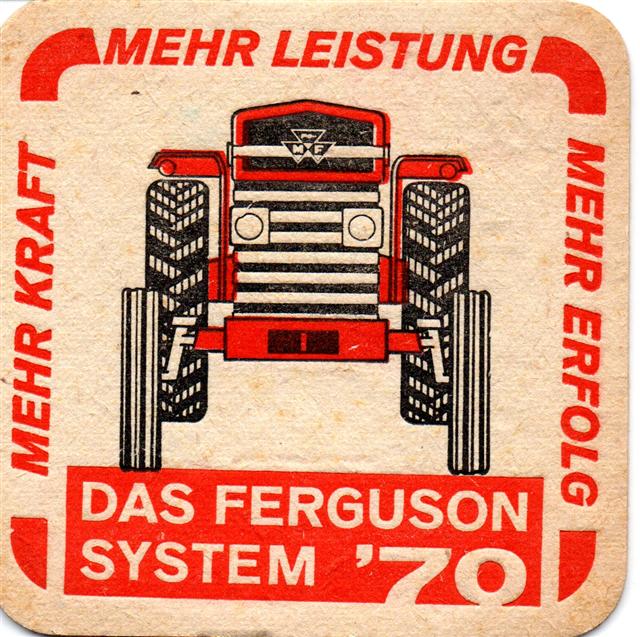 MEHR KRAFT
MEHR LEISTUNG
MEHR ERFOLG
MF
DAS FERGUSON
SYSTEM '70